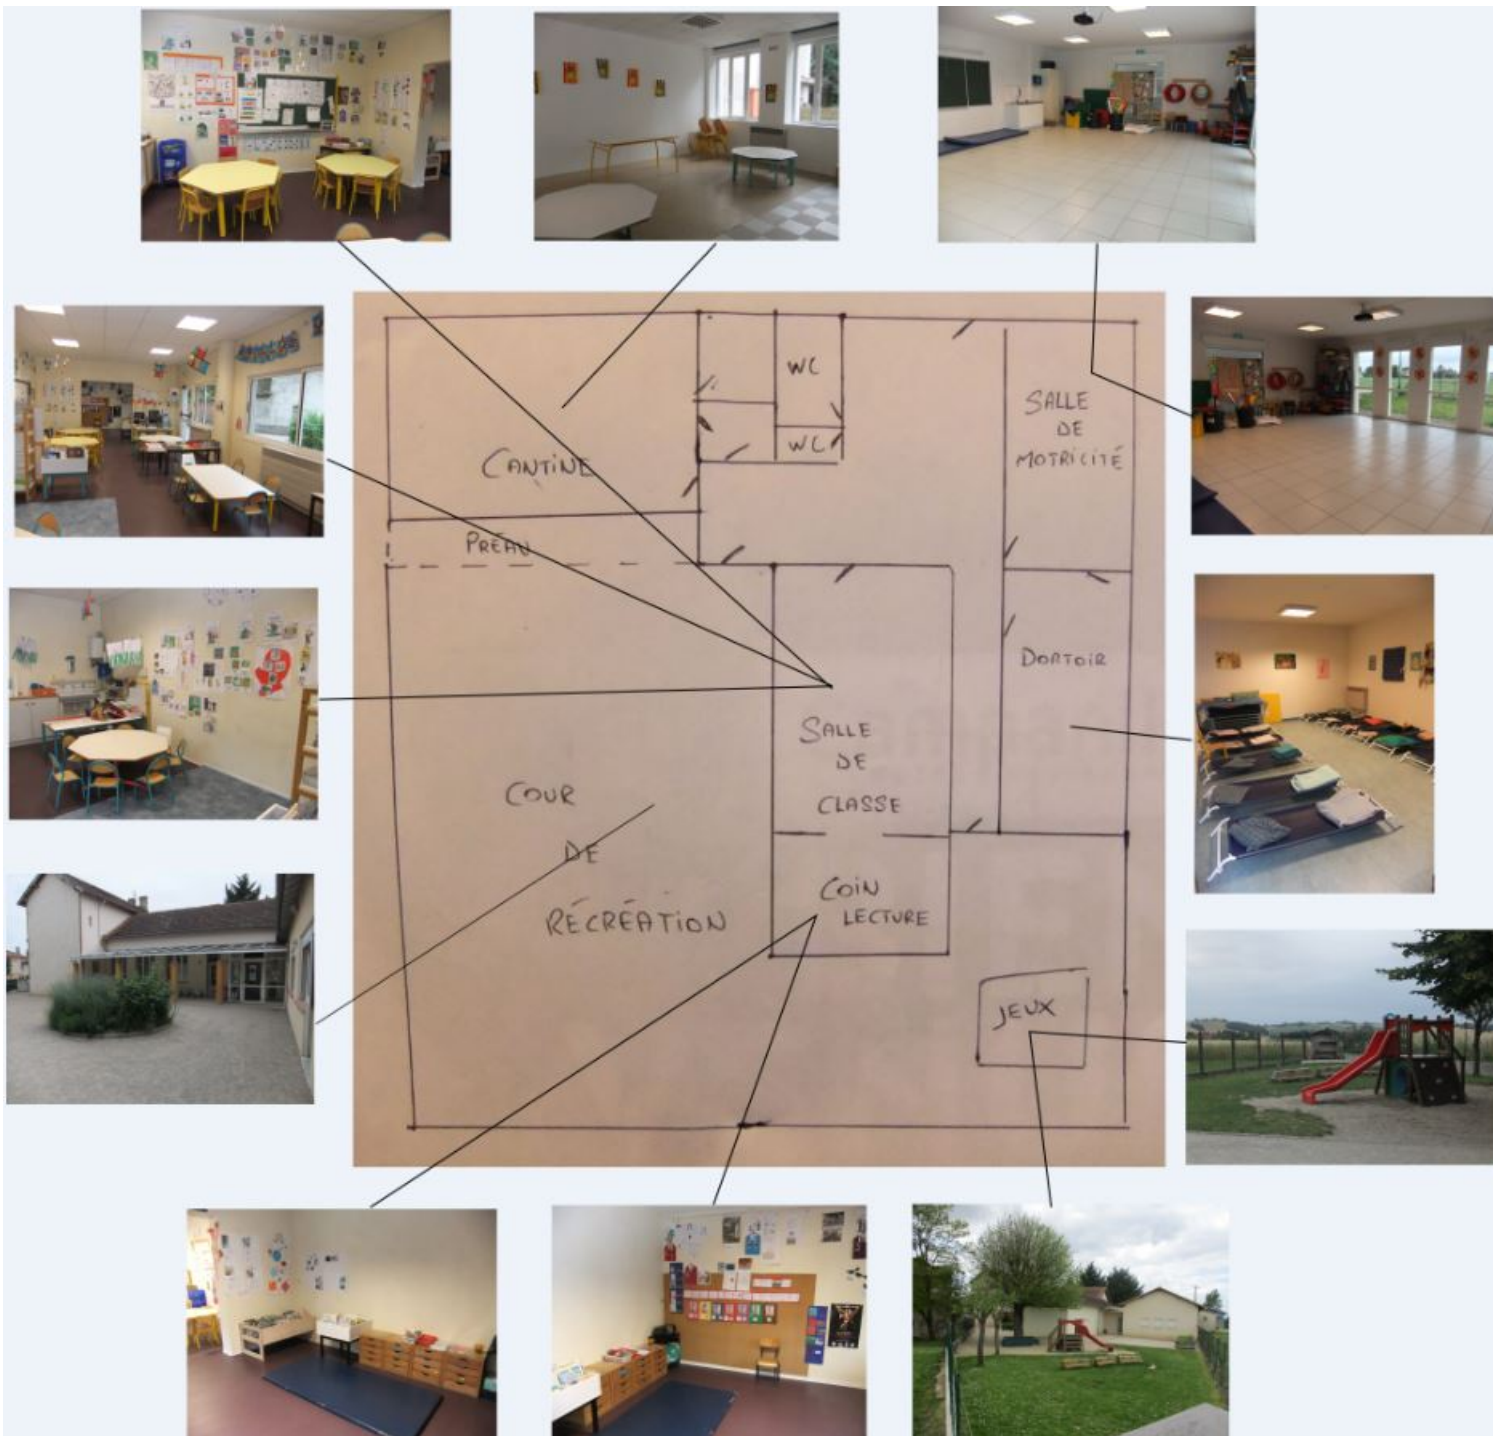 WC
SALLE
DE
MOTRICITÉ
WC
CANTINE
PRÉAU
DORTOIR
SALLE
DE
CLASSE
COUR
DE
RÉCRÉATION
COIN
LECTURE
JEUX